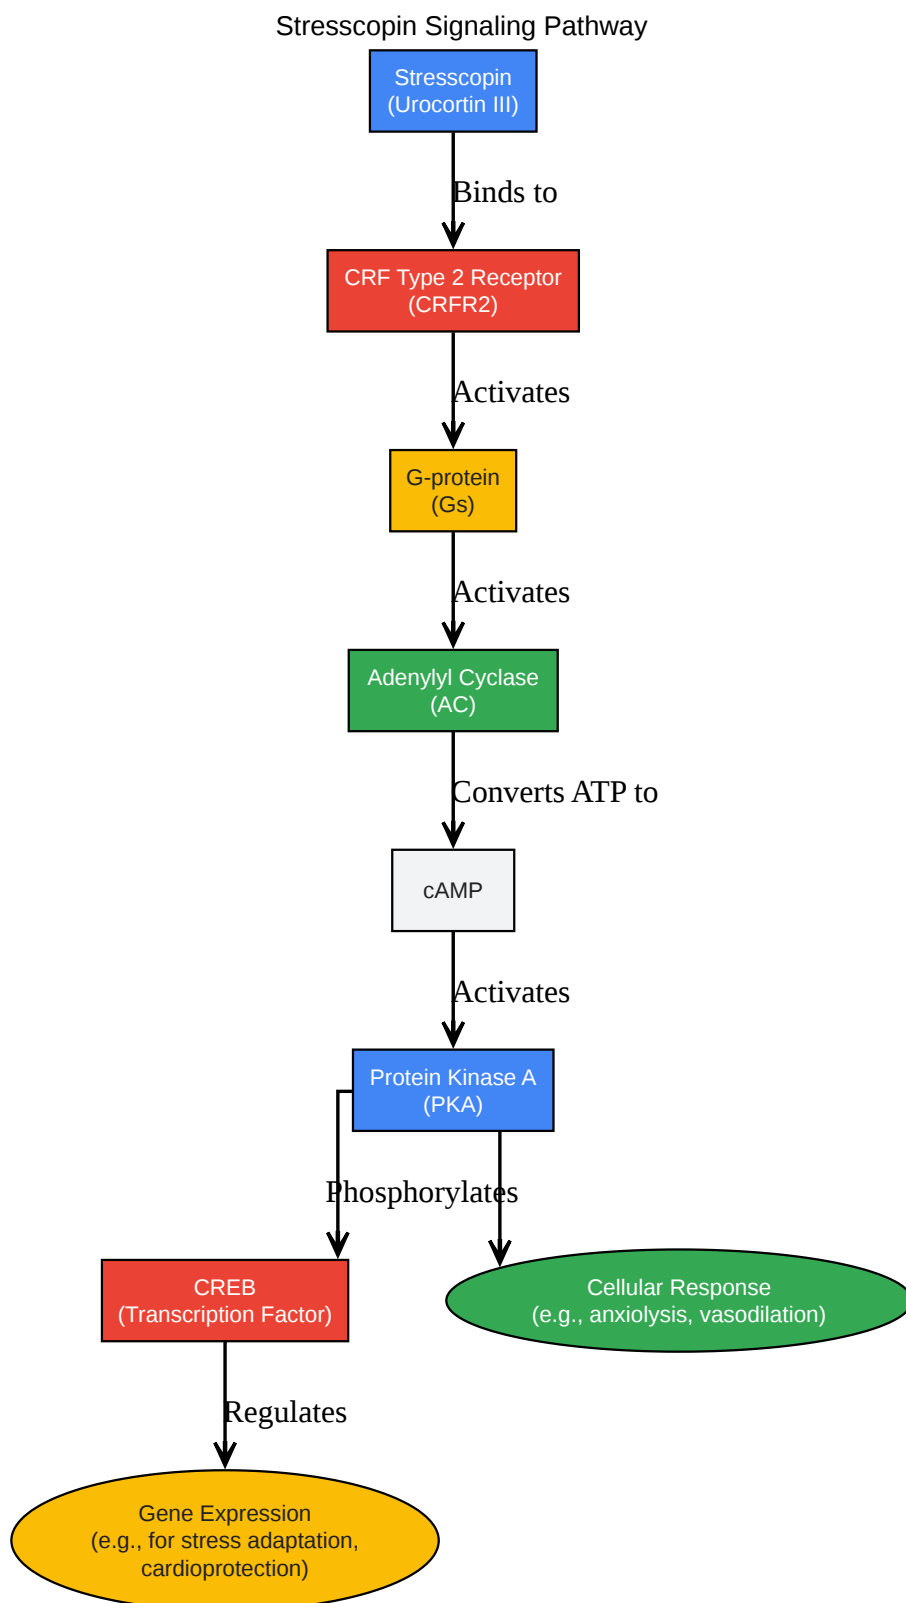 Stresscopin Signaling Pathway
Stresscopin
(Urocortin III)
Binds to
CRF Type 2 Receptor
(CRFR2)
Activates
G-protein
(Gs)
Activates
Adenylyl Cyclase
(AC)
Converts ATP to
cAMP
Activates
Protein Kinase A
(PKA)
Phosphorylates
CREB
(Transcription Factor)
Cellular Response
(e.g., anxiolysis, vasodilation)
Regulates
Gene Expression
(e.g., for stress adaptation,
cardioprotection)